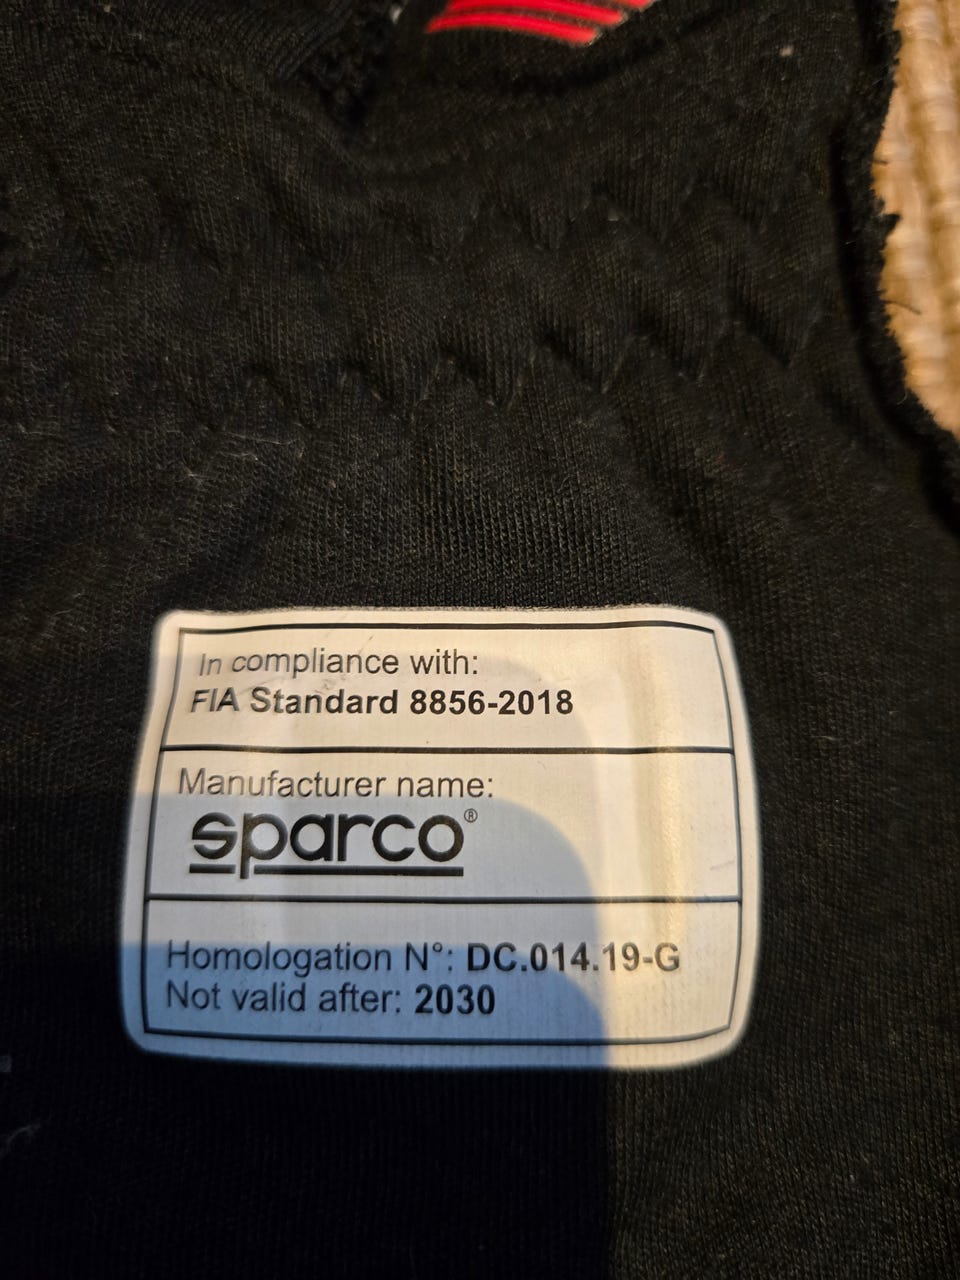 In compliance with:
FIA Standard 8856-2018
Manufacturer name:
sparco®
Homologation N°: DC.014.19-G
Not valid after: 2030